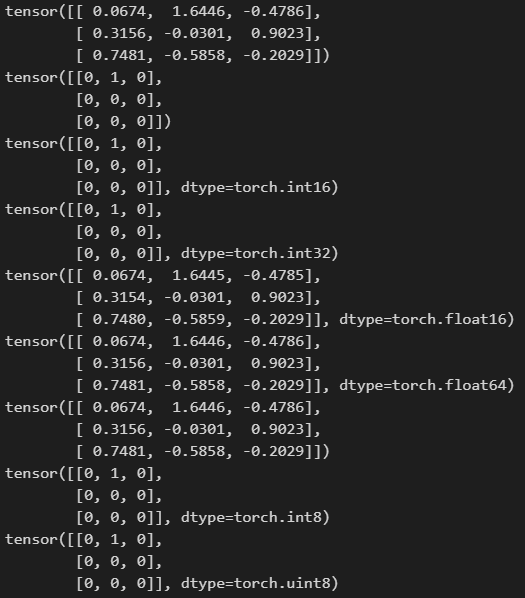 tensor([[ 0.0674,  1.6446, -0.4786],
        [ 0.3156, -0.0301,  0.9023],
        [ 0.7481, -0.5858, -0.2029]])
tensor([[0, 1, 0],
        [0, 0, 0],
        [0, 0, 0]])
tensor([[0, 1, 0],
        [0, 0, 0],
        [0, 0, 0]], dtype=torch.int16)
tensor([[0, 1, 0],
        [0, 0, 0],
        [0, 0, 0]], dtype=torch.int32)
tensor([[ 0.0674,  1.6445, -0.4785],
        [ 0.3154, -0.0301,  0.9023],
        [ 0.7480, -0.5859, -0.2029]], dtype=torch.float16)
tensor([[ 0.0674,  1.6446, -0.4786],
        [ 0.3156, -0.0301,  0.9023],
        [ 0.7481, -0.5858, -0.2029]], dtype=torch.float64)
tensor([[ 0.0674,  1.6446, -0.4786],
        [ 0.3156, -0.0301,  0.9023],
        [ 0.7481, -0.5858, -0.2029]])
tensor([[0, 1, 0],
        [0, 0, 0],
        [0, 0, 0]], dtype=torch.int8)
tensor([[0, 1, 0],
        [0, 0, 0],
        [0, 0, 0]], dtype=torch.uint8)